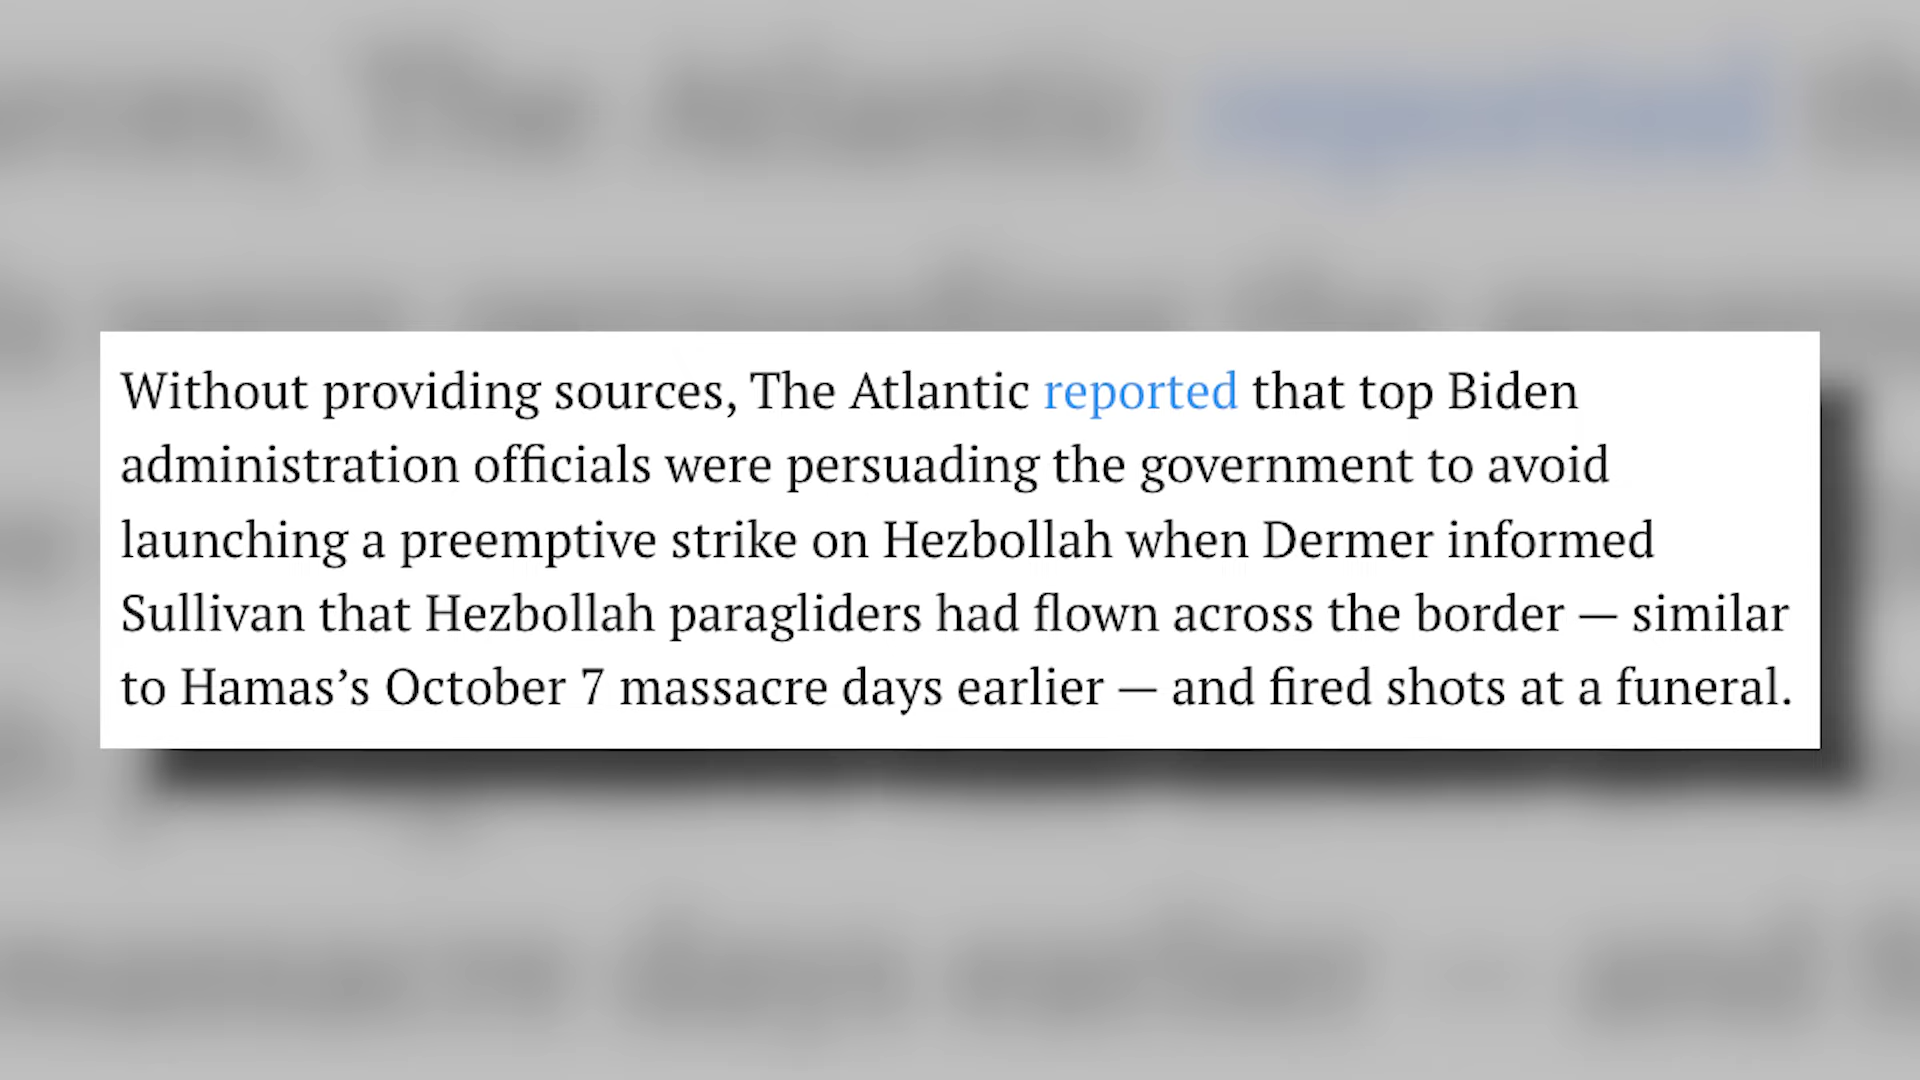 Without providing sources, The Atlantic reported that top Biden
administration officials were persuading the government to avoid
launching a preemptive strike on Hezbollah when Dermer informed
Sullivan that Hezbollah paragliders had flown across the border — similar
to Hamas’s October 7 massacre days earlier — and fired shots at a funeral.